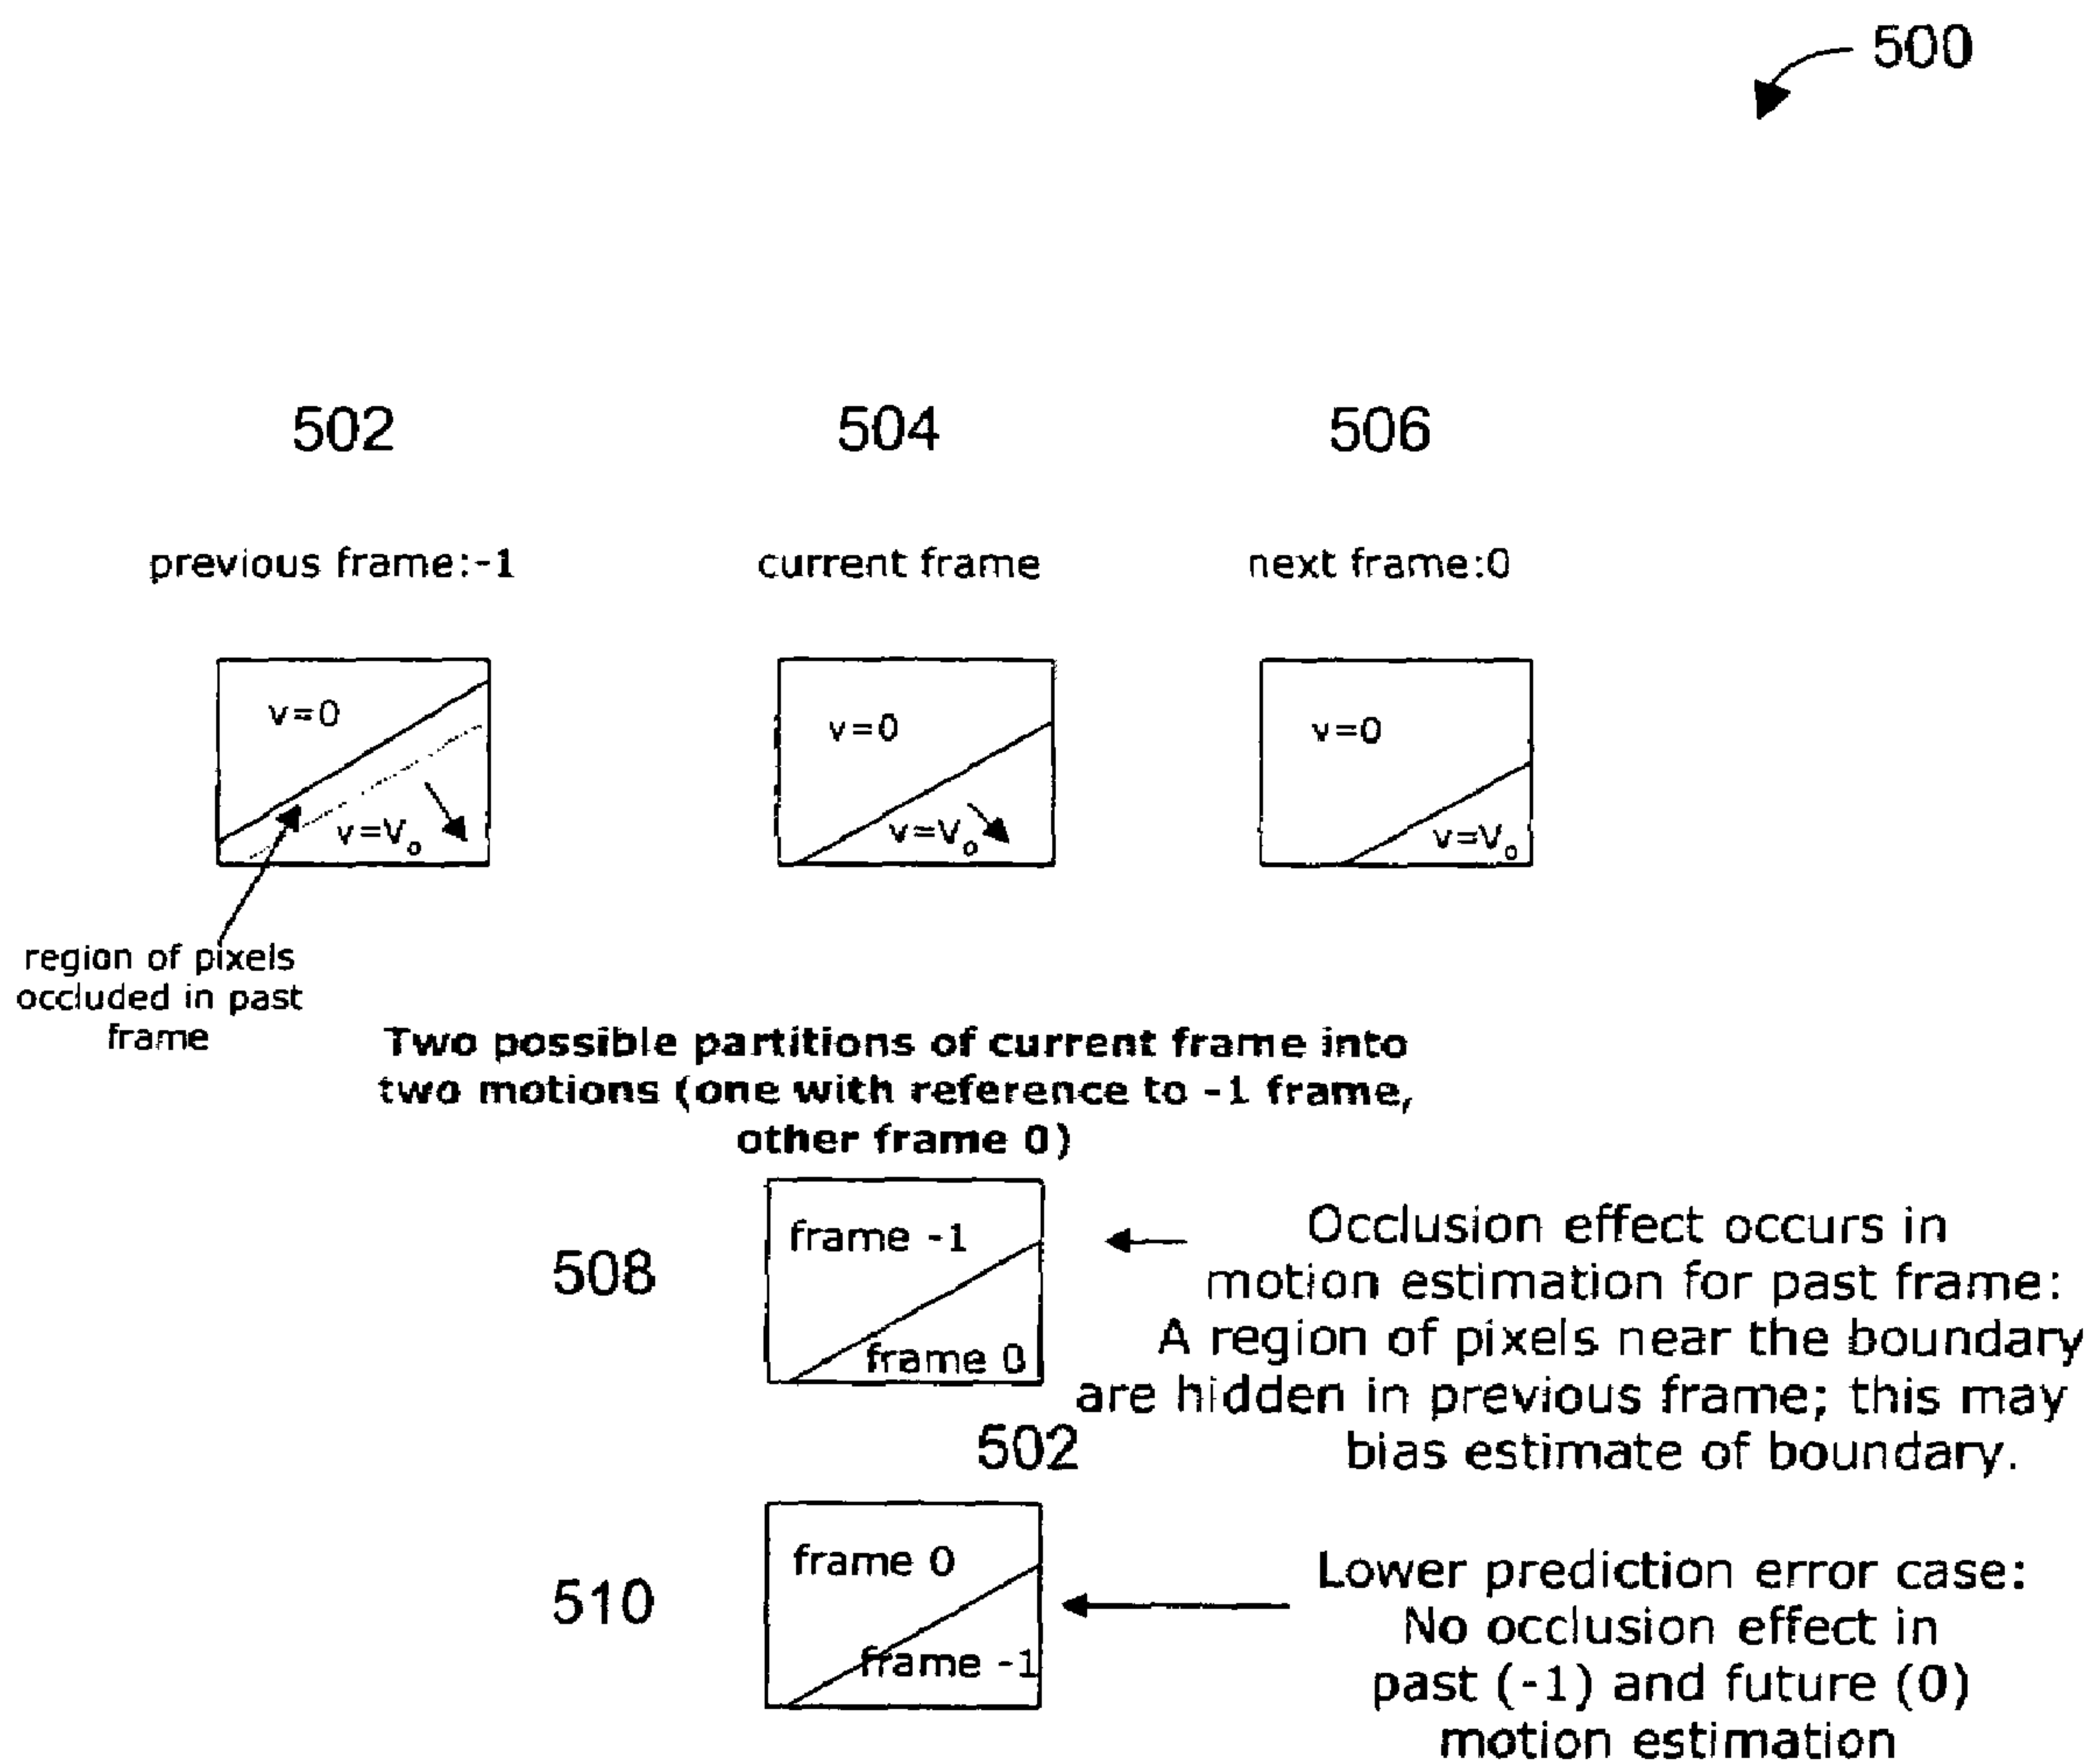 500
502
504
506
previous frame:-1
current frame
next frame:0
v=0
v=V₀
v=0
v=V₀
v=0
v=V₀
region of pixels
occluded in past
frame
Two possible partitions of current frame into
two motions (one with reference to -1 frame,
other frame 0)
508
frame -1
frame 0
Occlusion effect occurs in
motion estimation for past frame:
A region of pixels near the boundary
are hidden in previous frame; this may
bias estimate of boundary.
502
510
frame 0
frame -1
Lower prediction error case:
No occlusion effect in
past (-1) and future (0)
motion estimation